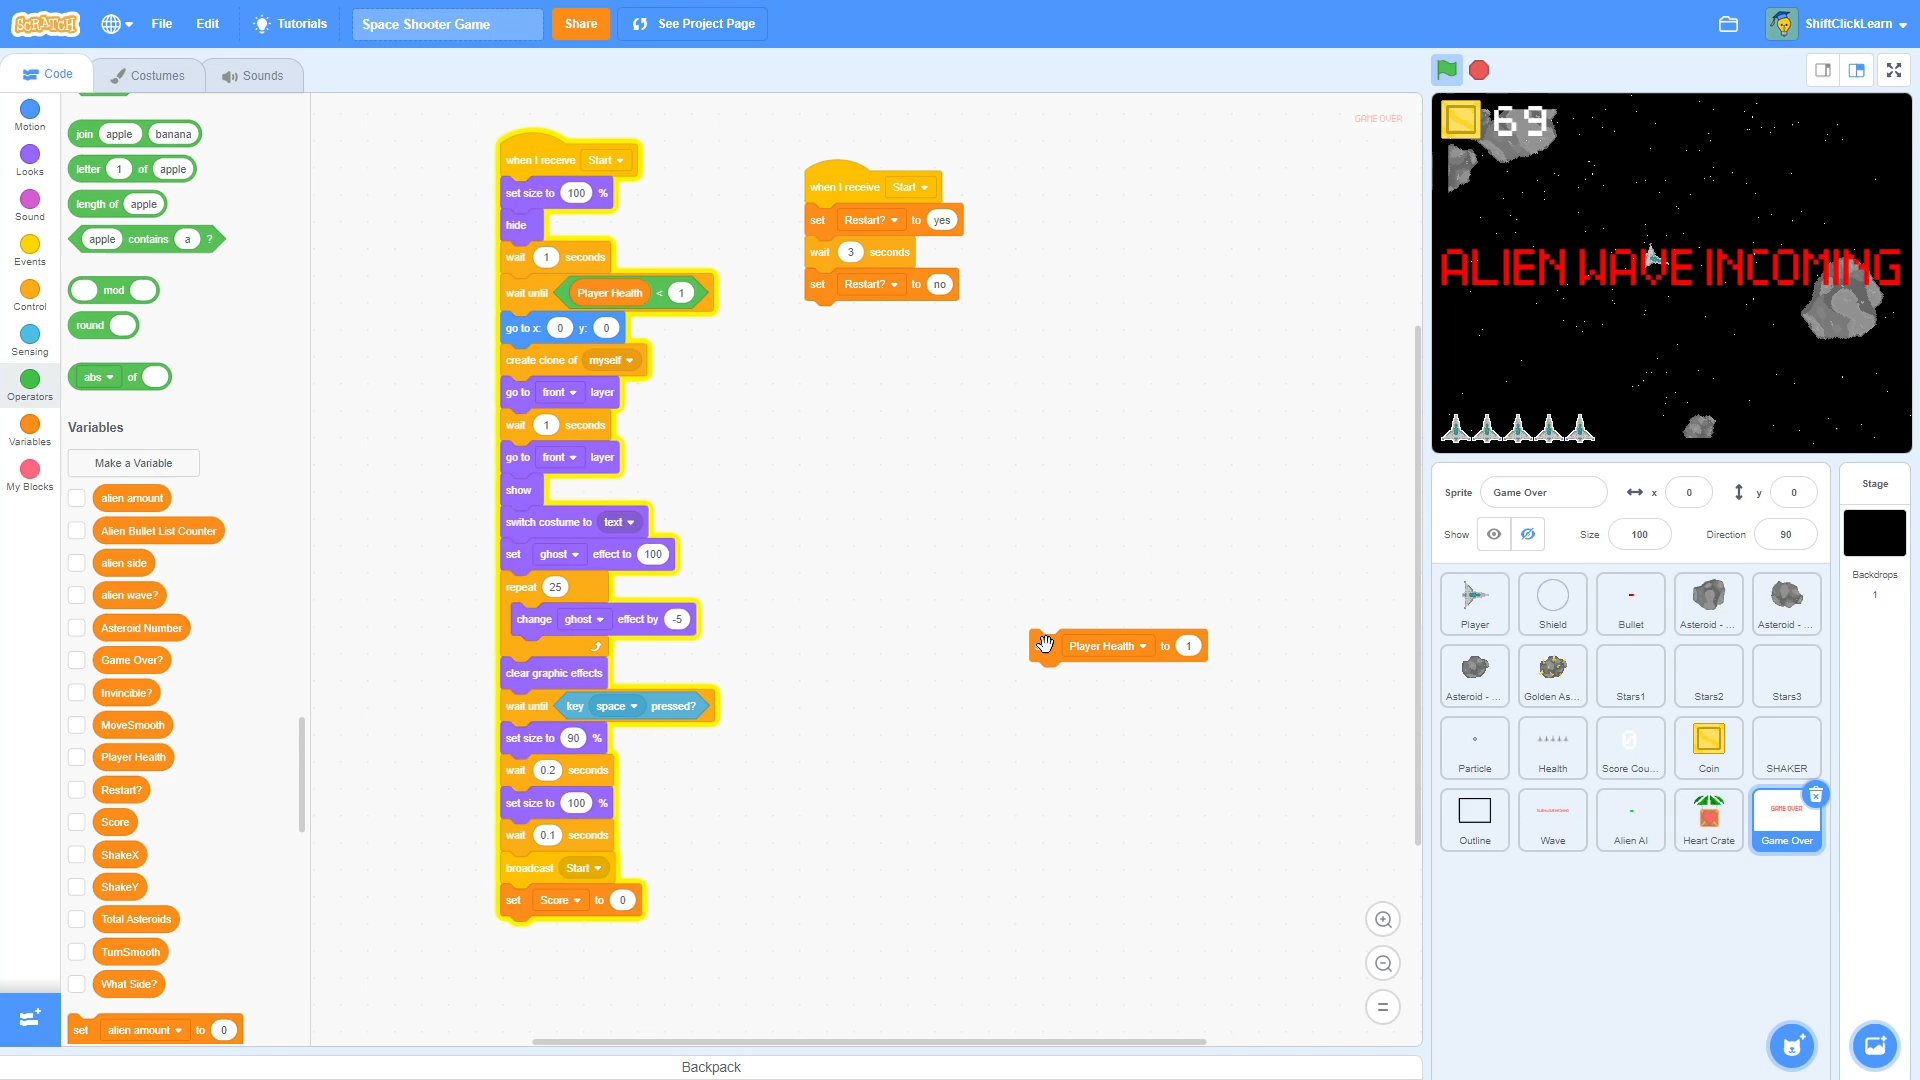 SCRATCH
File
Edit
Tutorials
Space Shooter Game
Share
See Project Page
ShiftClickLearn
Code
Costumes
Sounds
Motion
Looks
Sound
Events
Control
Sensing
Operators
Variables
My Blocks
join apple banana
letter 1 of apple
length of apple
apple contains a ?
mod
round
abs of
Variables
Make a Variable
alien amount
Alien Bullet List Counter
alien side
alien wave?
Asteroid Number
Game Over?
Invincible?
MoveSmooth
Player Health
Restart?
Score
ShakeX
ShakeY
Total Asteroids
TurnSmooth
What Side?
set alien amount to 0
when I receive Start
set size to 100 %
hide
wait 1 seconds
wait until Player Health < 1
go to x: 0 y: 0
create clone of myself
go to front layer
wait 1 seconds
go to front layer
show
switch costume to text
set ghost effect to 100
repeat 25
change ghost effect by -5
clear graphic effects
wait until key space pressed?
set size to 90 %
wait 0.2 seconds
set size to 100 %
wait 0.1 seconds
broadcast Start
set Score to 0
when I receive Start
set Restart? to yes
wait 3 seconds
set Restart? to no
Player Health to 1
GAME OVER
69
ALIEN WAVE INCOMING
Sprite Game Over x 0 y 0
Show Size 100 Direction 90
Player
Shield
Bullet
Asteroid - ...
Asteroid - ...
Asteroid - ...
Golden As...
Stars1
Stars2
Stars3
Particle
Health
0
Score Cou...
Coin
SHAKER
Outline
Wave
Alien AI
Heart Crate
GAME OVER
Game Over
Stage
Backdrops
1
Backpack